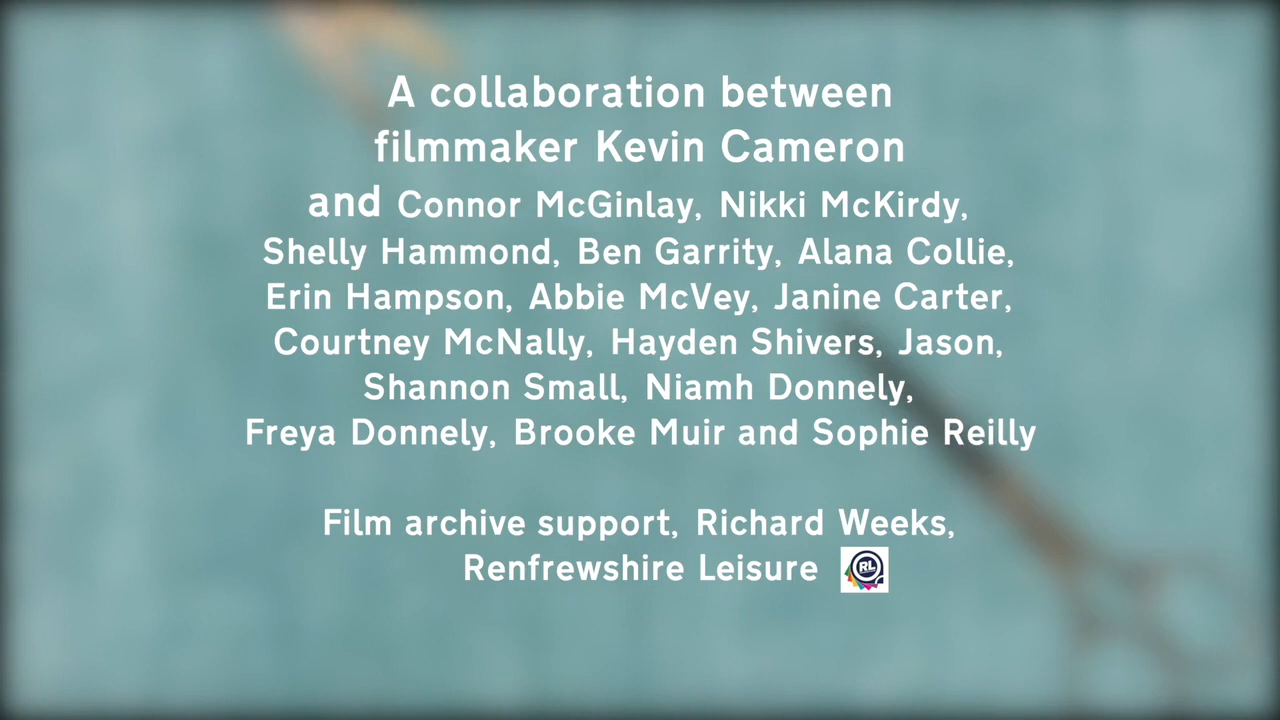 A collaboration between
filmmaker Kevin Cameron
and Connor McGinlay, Nikki McKirdy,
Shelly Hammond, Ben Garrity, Alana Collie,
Erin Hampson, Abbie McVey, Janine Carter,
Courtney McNally, Hayden Shivers, Jason,
Shannon Small, Niamh Donnely,
Freya Donnely, Brooke Muir and Sophie Reilly
Film archive support, Richard Weeks,
Renfrewshire Leisure RL